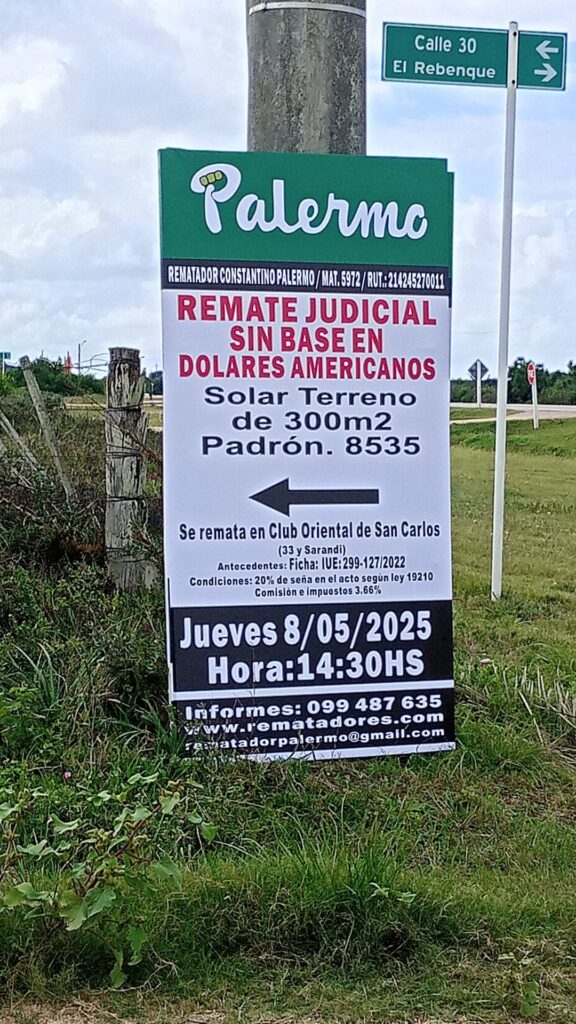 Calle 30
El Rebenque
Palermo
REMATADOR CONSTANTINO PALERMO / MAT. 5972 / RUT.: 214245270011
REMATE JUDICIAL
SIN BASE EN
DOLARES AMERICANOS
Solar Terreno
de 300m2
Padrón. 8535
Se remata en Club Oriental de San Carlos
(33 y Sarandi)
Antecedentes: Ficha: IUE: 299-127/2022
Condiciones: 20% de seña en el acto según ley 19210
Comisión e impuestos 3.66%
Jueves 8/05/2025
Hora:14:30HS
Informes: 099 487 635
www.rematadores.com
rematadorpalermo@gmail.com